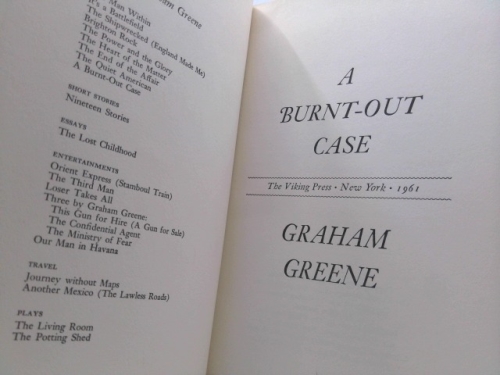 m Greene
Man Within
It's a Battlefield
The Shipwrecked (England Made Me)
Brighton Rock
The Power and the Glory
The Heart of the Matter
The End of the Affair
The Quiet American
A Burnt-Out Case
SHORT STORIES
Nineteen Stories
ESSAYS
The Lost Childhood
ENTERTAINMENTS
Orient Express (Stamboul Train)
The Third Man
Loser Takes All
Three by Graham Greene:
This Gun for Hire (A Gun for Sale)
The Confidential Agent
The Ministry of Fear
Our Man in Havana
TRAVEL
Journey without Maps
Another Mexico (The Lawless Roads)
PLAYS
The Living Room
The Potting Shed
A
BURNT-OUT
CASE
The Viking Press • New York • 1961
GRAHAM
GREENE